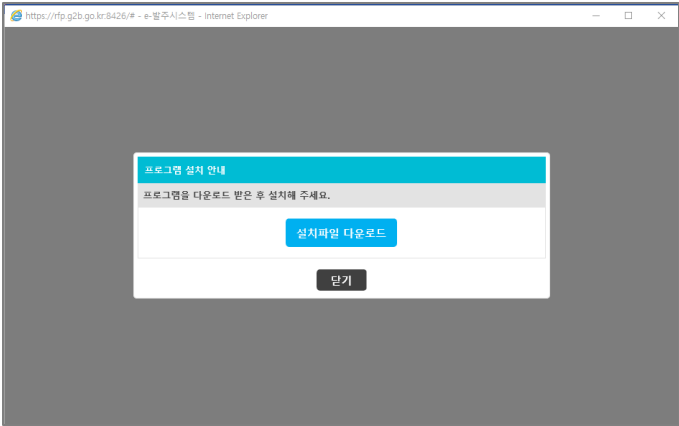 https://rfp.g2b.go.kr:8426/# - e-발주시스템 - Internet Explorer
프로그램 설치 안내
프로그램을 다운로드 받은 후 설치해 주세요.
설치파일 다운로드
닫기